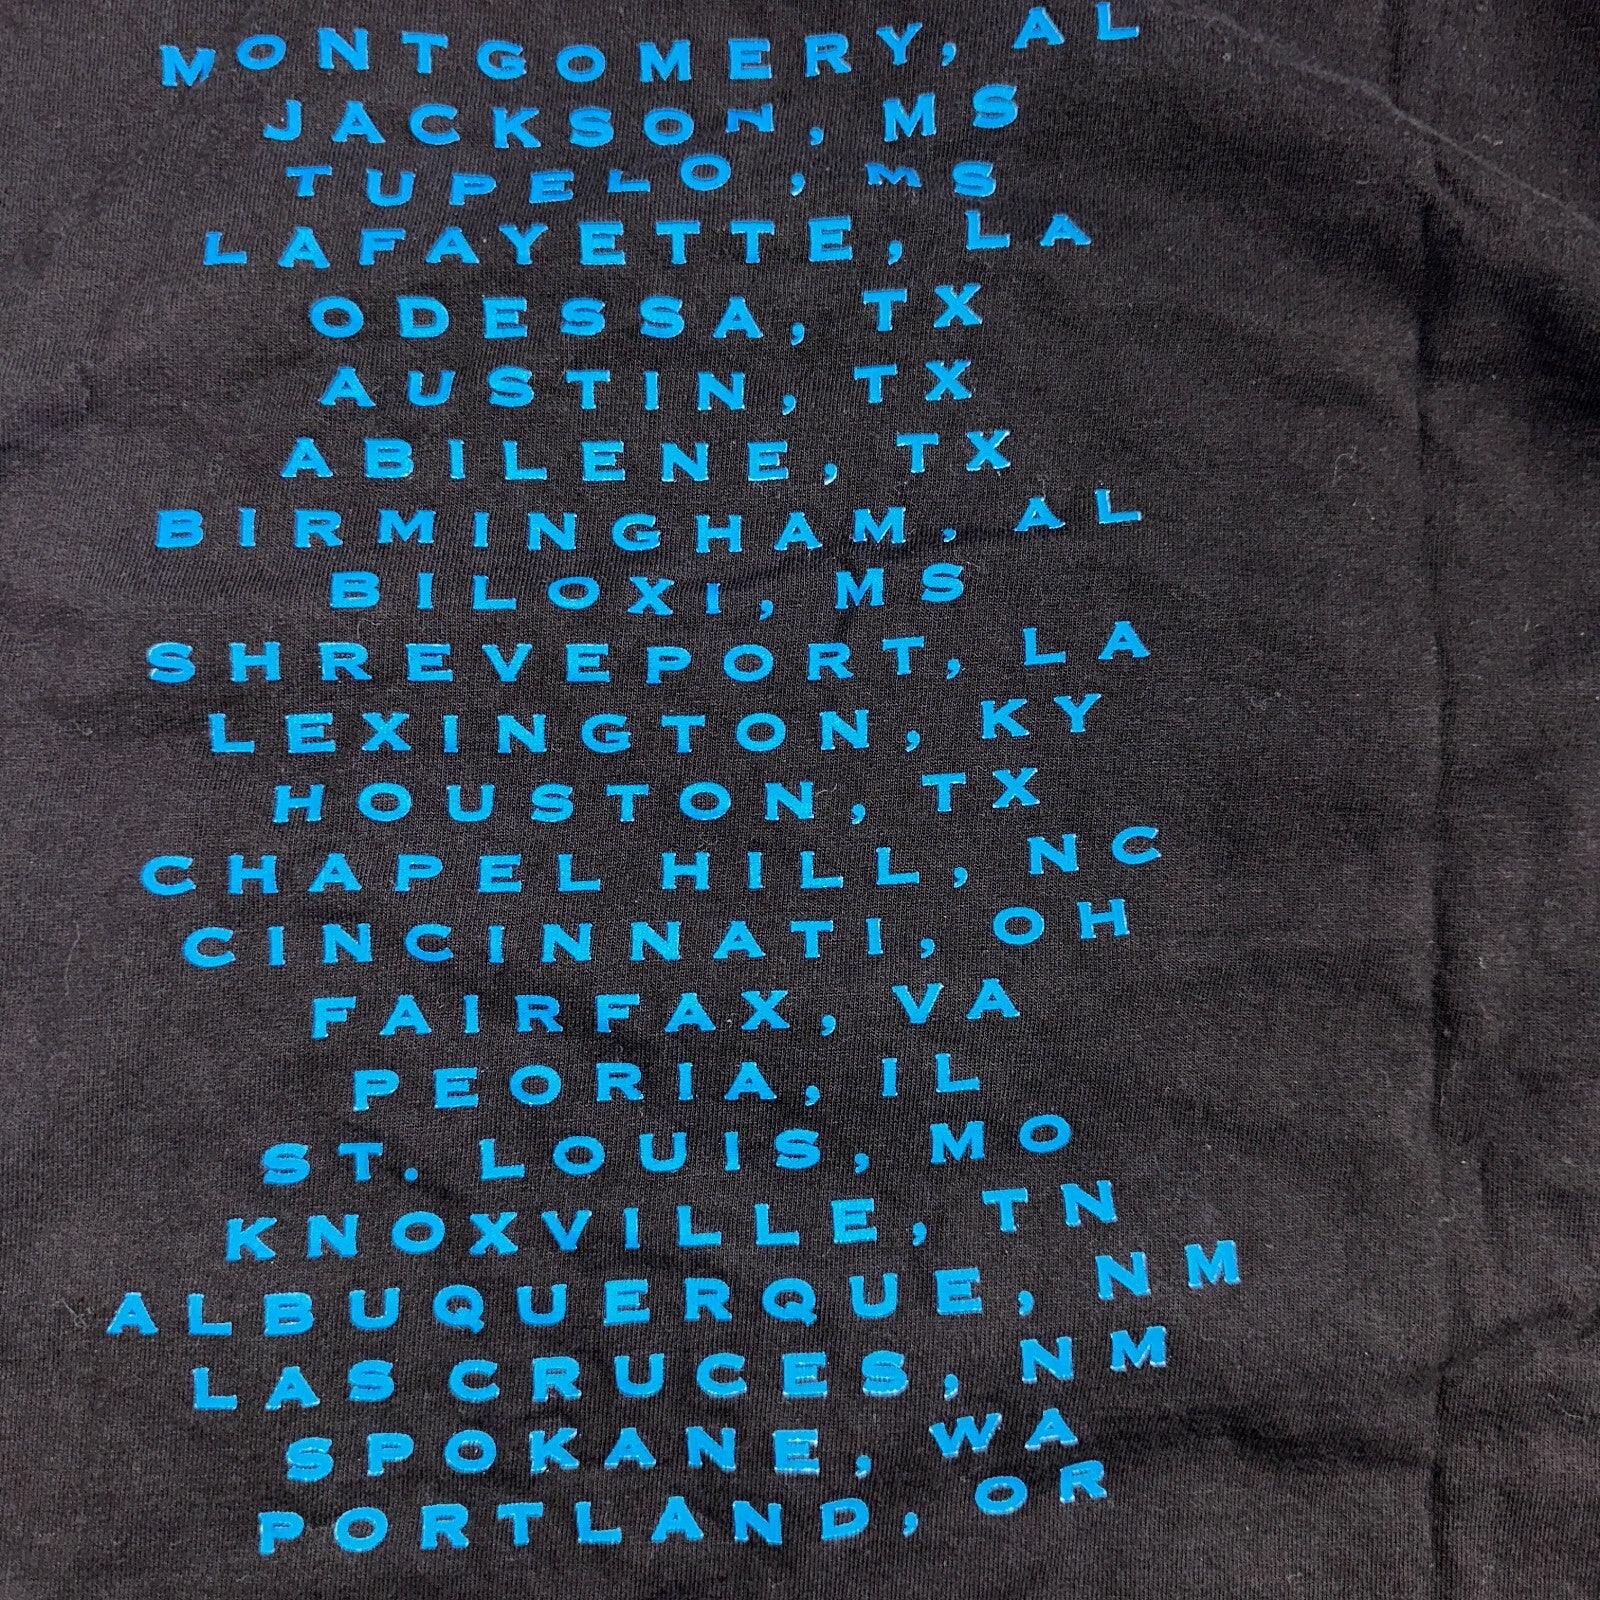 MONTGOMERY, AL
JACKSON, MS
TUPELO, MS
LAFAYETTE, LA
ODESSA, TX
AUSTIN, TX
ABILENE, TX
BIRMINGHAM, AL
BILOXI, MS
SHREVEPORT, LA
LEXINGTON, KY
HOUSTON, TX
CHAPEL HILL, NC
CINCINNATI, OH
FAIRFAX, VA
PEORIA, IL
ST. LOUIS, MO
KNOXVILLE, TN
ALBUQUERQUE, NM
LAS CRUCES, NM
SPOKANE, WA
PORTLAND, OR